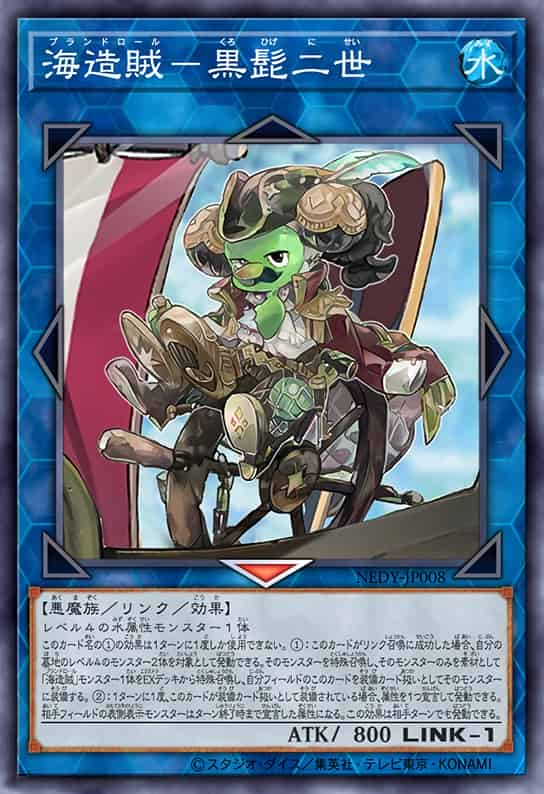 プランドロール くろ ひげ に せい
海造賊－黒髭二世
水
NEDY-JP008
【悪魔族／リンク／効果】
レベル４の水属性モンスター１体
このカード名の①の効果は１ターンに１度しか使用できない。①：このカードがリンク召喚に成功した場合、自分の
墓地のレベル４のモンスター２体を対象として発動できる。そのモンスターを特殊召喚し、そのモンスターのみを素材として
「海造賊」モンスター１体をEXデッキから特殊召喚し、自分フィールドのこのカードを装備カード扱いとしてそのモンスター
に装備する。②：１ターンに１度、このカードが装備カード扱いとして装備されている場合、属性を１つ宣言して発動できる。
相手フィールドの表側表示モンスターはターン終了時まで宣言した属性になる。この効果は相手ターンでも発動できる。
ATK/ 800 LINK-1
©スタジオ・ダイス／集英社・テレビ東京・KONAMI